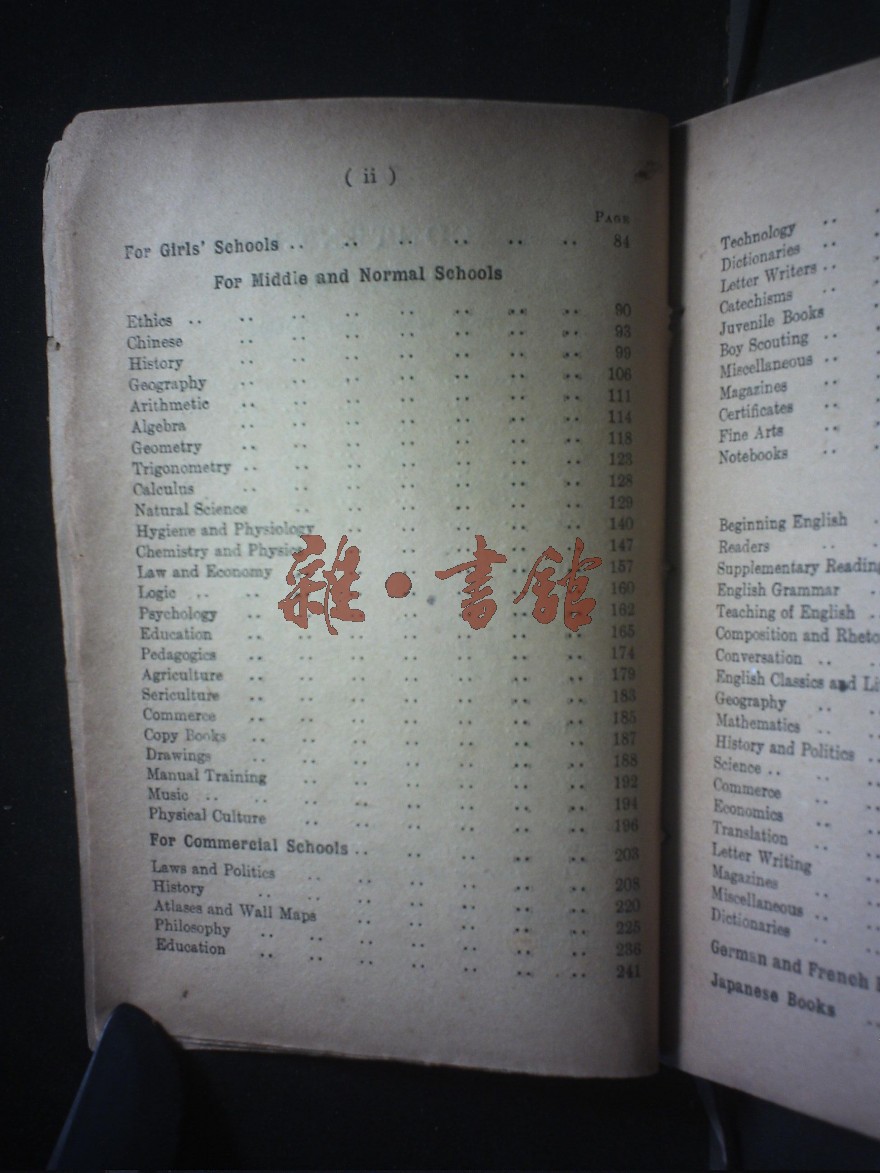 ( ii )
PAGE
For Girls' Schools .. .. .. .. .. .. 84
For Middle and Normal Schools
Ethics .. .. .. .. .. .. .. .. 90
Chinese .. .. .. .. .. .. .. 93
History .. .. .. .. .. .. .. 99
Geography .. .. .. .. .. .. .. 106
Arithmetic .. .. .. .. .. .. .. 111
Algebra .. .. .. .. .. .. .. 114
Geometry .. .. .. .. .. .. .. 118
Trigonometry .. .. .. .. .. .. .. 123
Calculus .. .. .. .. .. .. .. 128
Natural Science .. .. .. .. .. .. 129
Hygiene and Physiology .. .. .. .. .. 140
Chemistry and Physics .. .. .. .. .. 147
Law and Economy .. .. .. .. .. .. 157
Logic .. .. .. .. .. .. .. .. 160
Psychology .. .. .. .. .. .. .. 162
Education .. .. .. .. .. .. .. 165
Pedagogics .. .. .. .. .. .. .. 174
Agriculture .. .. .. .. .. .. .. 179
Sericulture .. .. .. .. .. .. .. 183
Commerce .. .. .. .. .. .. .. 185
Copy Books .. .. .. .. .. .. .. 187
Drawings .. .. .. .. .. .. .. 188
Manual Training .. .. .. .. .. .. 192
Music .. .. .. .. .. .. .. .. 194
Physical Culture .. .. .. .. .. .. 196
For Commercial Schools .. .. .. .. .. 203
Laws and Politics .. .. .. .. .. .. 208
History .. .. .. .. .. .. .. 220
Atlases and Wall Maps .. .. .. .. .. 225
Philosophy .. .. .. .. .. .. .. 236
Education .. .. .. .. .. .. .. 241
雜·書館
Technology ..
Dictionaries ..
Letter Writers ..
Catechisms ..
Juvenile Books
Boy Scouting ..
Miscellaneous ..
Magazines ..
Certificates ..
Fine Arts ..
Notebooks ..
Beginning English
Readers ..
Supplementary Reading
English Grammar
Teaching of English
Composition and Rheto
Conversation ..
English Classics and Li
Geography ..
Mathematics ..
History and Politics ..
Science .. ..
Commerce ..
Economics ..
Translation ..
Letter Writing
Magazines ..
Miscellaneous ..
Dictionaries ..
German and French
Japanese Books ..